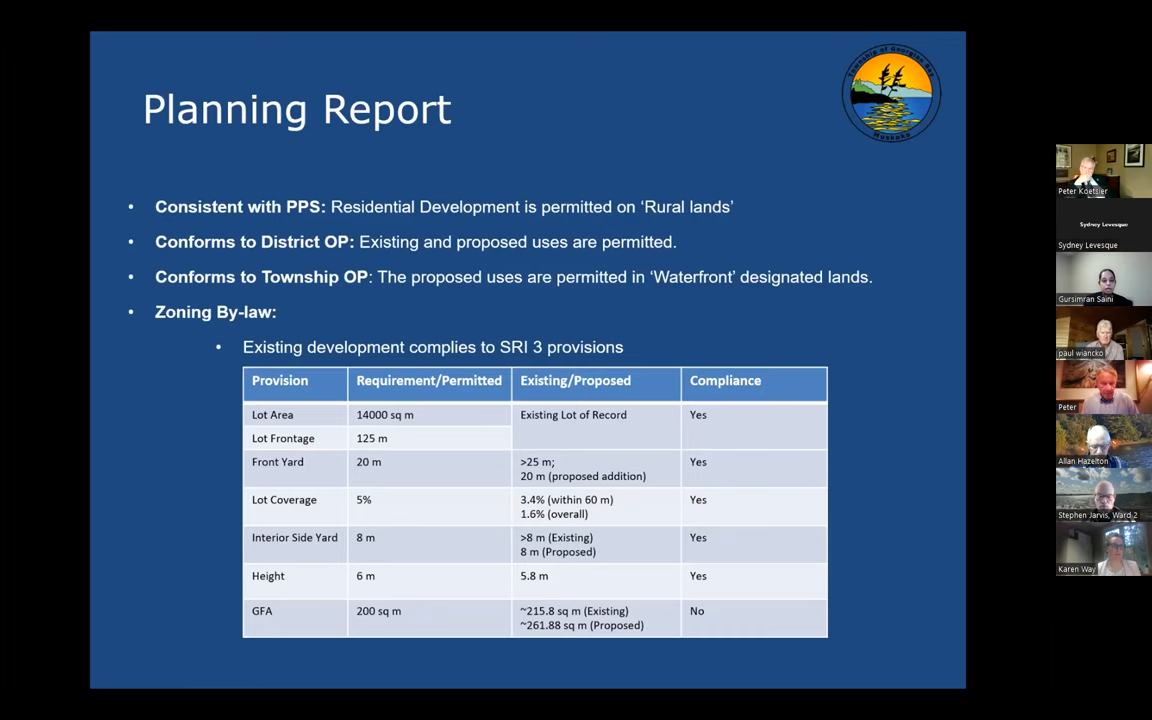 Township of Georgian Bay
Muskoka
Planning Report
• Consistent with PPS: Residential Development is permitted on ‘Rural lands’
• Conforms to District OP: Existing and proposed uses are permitted.
• Conforms to Township OP: The proposed uses are permitted in ‘Waterfront’ designated lands.
• Zoning By-law:
• Existing development complies to SRI 3 provisions
Provision Requirement/Permitted Existing/Proposed Compliance
Lot Area 14000 sq m Existing Lot of Record Yes
Lot Frontage 125 m
Front Yard 20 m >25 m; Yes
20 m (proposed addition)
Lot Coverage 5% 3.4% (within 60 m) Yes
1.6% (overall)
Interior Side Yard 8 m >8 m (Existing) Yes
8 m (Proposed)
Height 6 m 5.8 m Yes
GFA 200 sq m ~215.8 sq m (Existing) No
~261.88 sq m (Proposed)
Peter Koetsier
Sydney Levesque
Sydney Levesque
Gursimran Saini
paul wiancko
Peter
Allan Hazelton
Stephen Jarvis, Ward 2
Karen Way